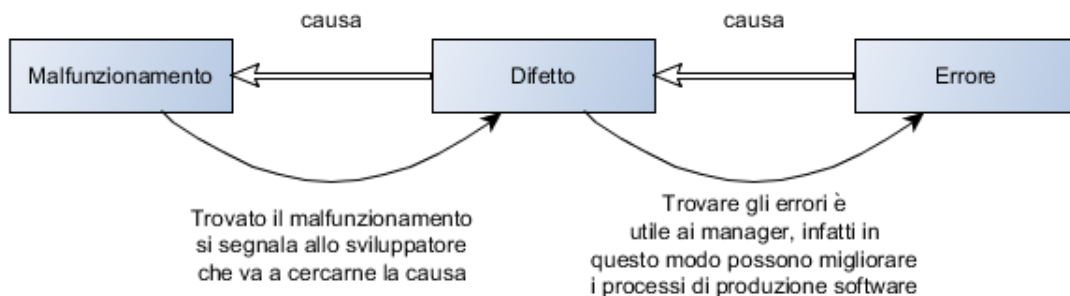 causa
causa
Malfunzionamento
Difetto
Errore
Trovato il malfunzionamento
si segnala allo sviluppatore
che va a cercarne la causa
Trovare gli errori è
utile ai manager, infatti in
questo modo possono migliorare
i processi di produzione software